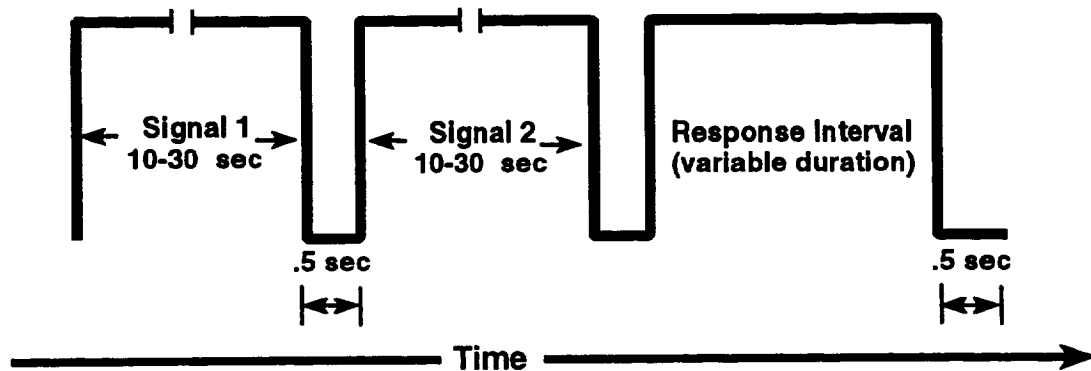 Signal 1
10-30 sec
Signal 2
10-30 sec
Response Interval
(variable duration)
.5 sec
.5 sec
Time